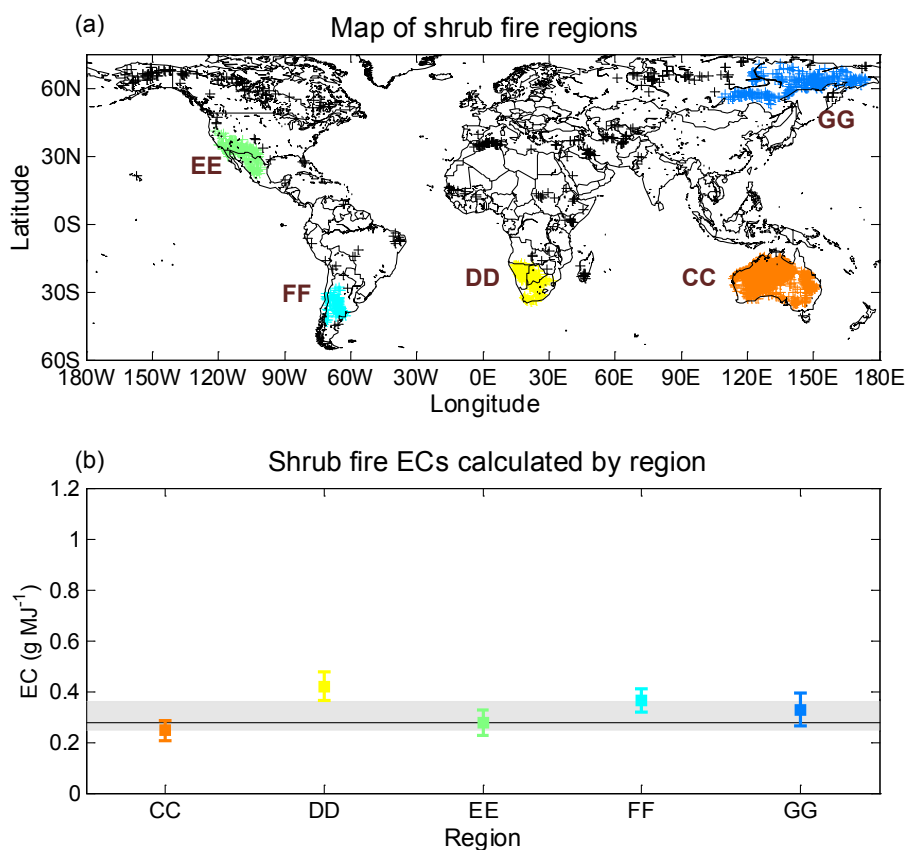 (a) Map of shrub fire regions
Latitude
60N
30N
0S
30S
60S
EE
FF
DD
CC
GG
180W 150W 120W 90W 60W 30W 0E 30E 60E 90E 120E 150E 180E
Longitude
(b) Shrub fire ECs calculated by region
EC (g MJ⁻¹)
1.2
1
0.8
0.6
0.4
0.2
0
CC DD EE FF GG
Region